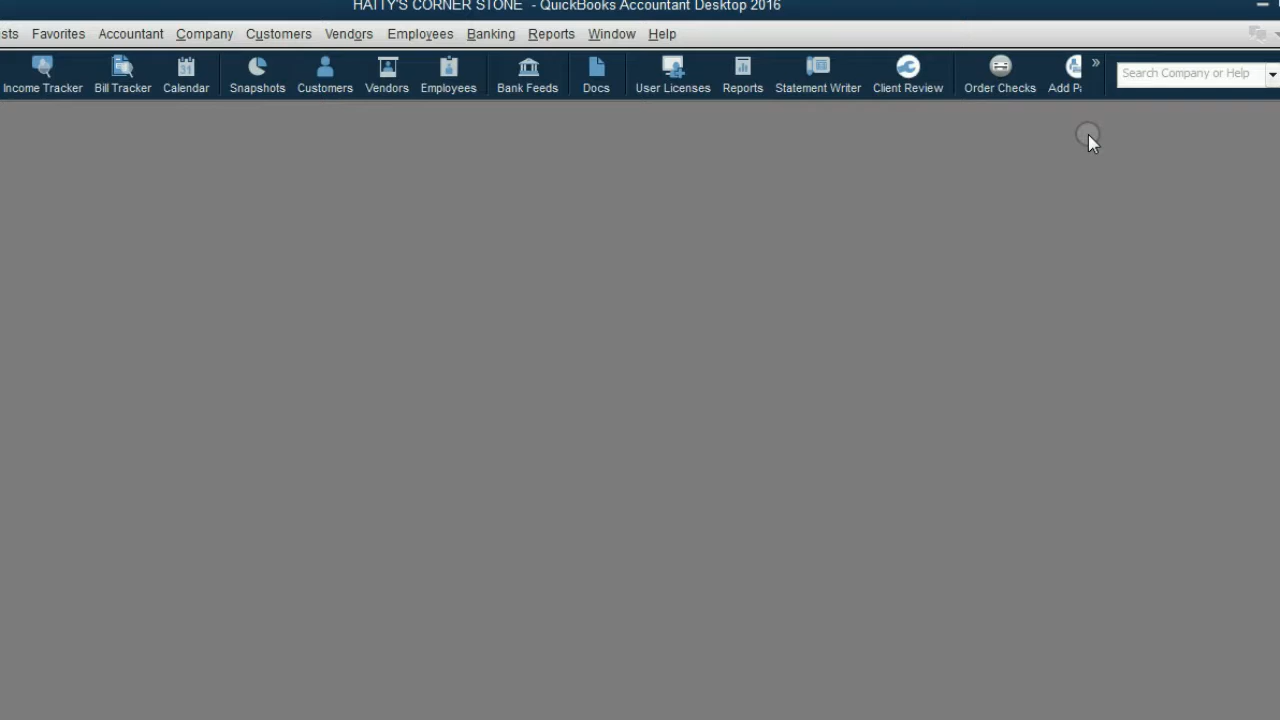 HATTY'S CORNER STONE - QuickBooks Accountant Desktop 2016
sts Favorites Accountant Company Customers Vendors Employees Banking Reports Window Help
Income Tracker Bill Tracker Calendar Snapshots Customers Vendors Employees Bank Feeds Docs User Licenses Reports Statement Writer Client Review Order Checks Add Pa » Search Company or Help
31